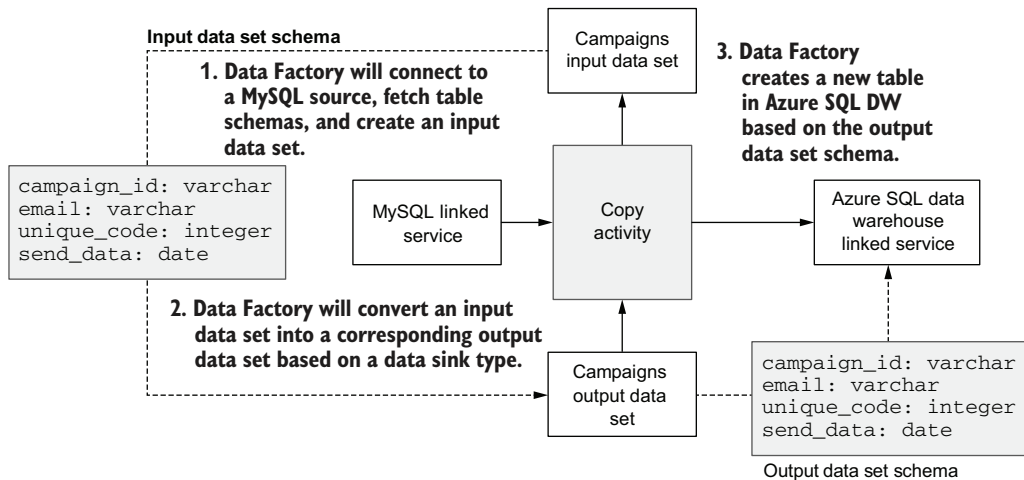 Input data set schema
1. Data Factory will connect to
a MySQL source, fetch table
schemas, and create an input
data set.
Campaigns
input data set
3. Data Factory
creates a new table
in Azure SQL DW
based on the output
data set schema.
campaign_id: varchar
email: varchar
unique_code: integer
send_data: date
MySQL linked
service
Copy
activity
Azure SQL data
warehouse
linked service
2. Data Factory will convert an input
data set into a corresponding output
data set based on a data sink type.
Campaigns
output data
set
campaign_id: varchar
email: varchar
unique_code: integer
send_data: date
Output data set schema